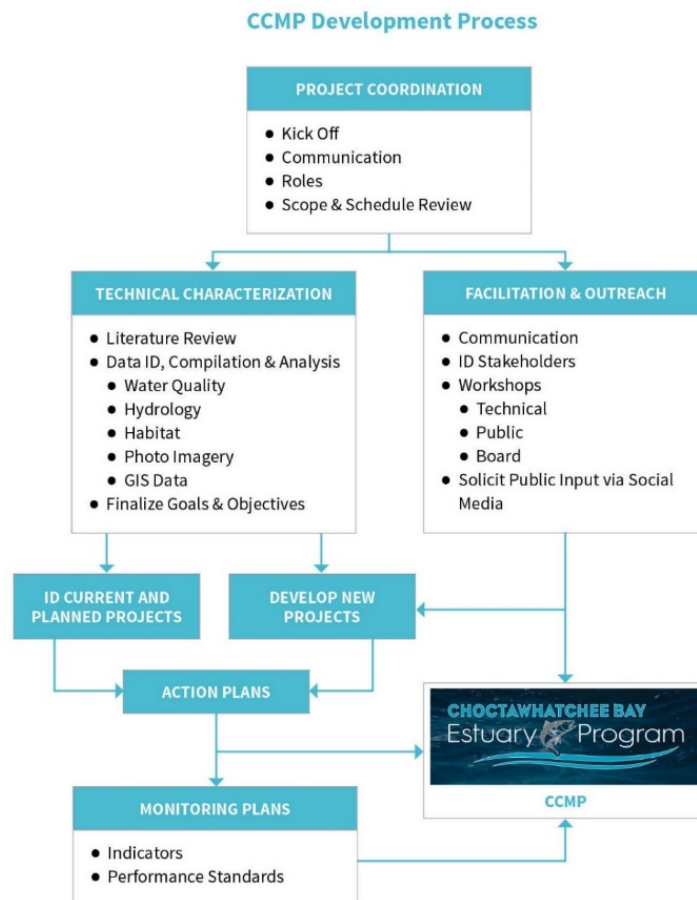 CCMP Development Process
PROJECT COORDINATION
● Kick Off
● Communication
● Roles
● Scope & Schedule Review
TECHNICAL CHARACTERIZATION
● Literature Review
● Data ID, Compilation & Analysis
● Water Quality
● Hydrology
● Habitat
● Photo Imagery
● GIS Data
● Finalize Goals & Objectives
FACILITATION & OUTREACH
● Communication
● ID Stakeholders
● Workshops
● Technical
● Public
● Board
● Solicit Public Input via Social
Media
ID CURRENT AND
PLANNED PROJECTS
DEVELOP NEW
PROJECTS
ACTION PLANS
CHOCTAWHATCHEE BAY
Estuary Program
CCMP
MONITORING PLANS
● Indicators
● Performance Standards